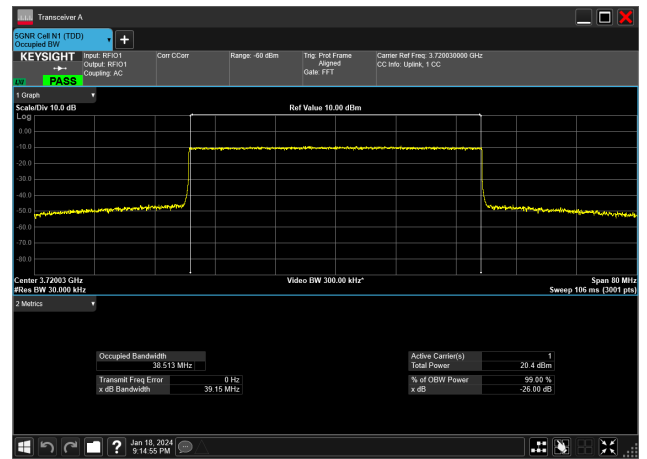 Transceiver A
5GNR Cell N1 (TDD)
Occupied BW
KEYSIGHT
LW PASS
Input: RFIO1
Output: RFIO1
Coupling: AC
Corr CCorr
Range: -60 dBm
Trig: Prot Frame
Aligned
Gate: FFT
Carrier Ref Freq: 3.720030000 GHz
CC Info: Uplink, 1 CC
1 Graph
Scale/Div 10.0 dB
Ref Value 10.00 dBm
Log
0.00
-10.0
-20.0
-30.0
-40.0
-50.0
-60.0
-70.0
-80.0
Center 3.72003 GHz
Video BW 300.00 kHz*
Span 80 MHz
#Res BW 30.000 kHz
Sweep 106 ms (3001 pts)
2 Metrics
Occupied Bandwidth
38.513 MHz
Transmit Freq Error 0 Hz
x dB Bandwidth 39.15 MHz
Active Carrier(s) 1
Total Power 20.4 dBm
% of OBW Power 99.00 %
x dB -26.00 dB
Jan 18, 2024
9:14:55 PM